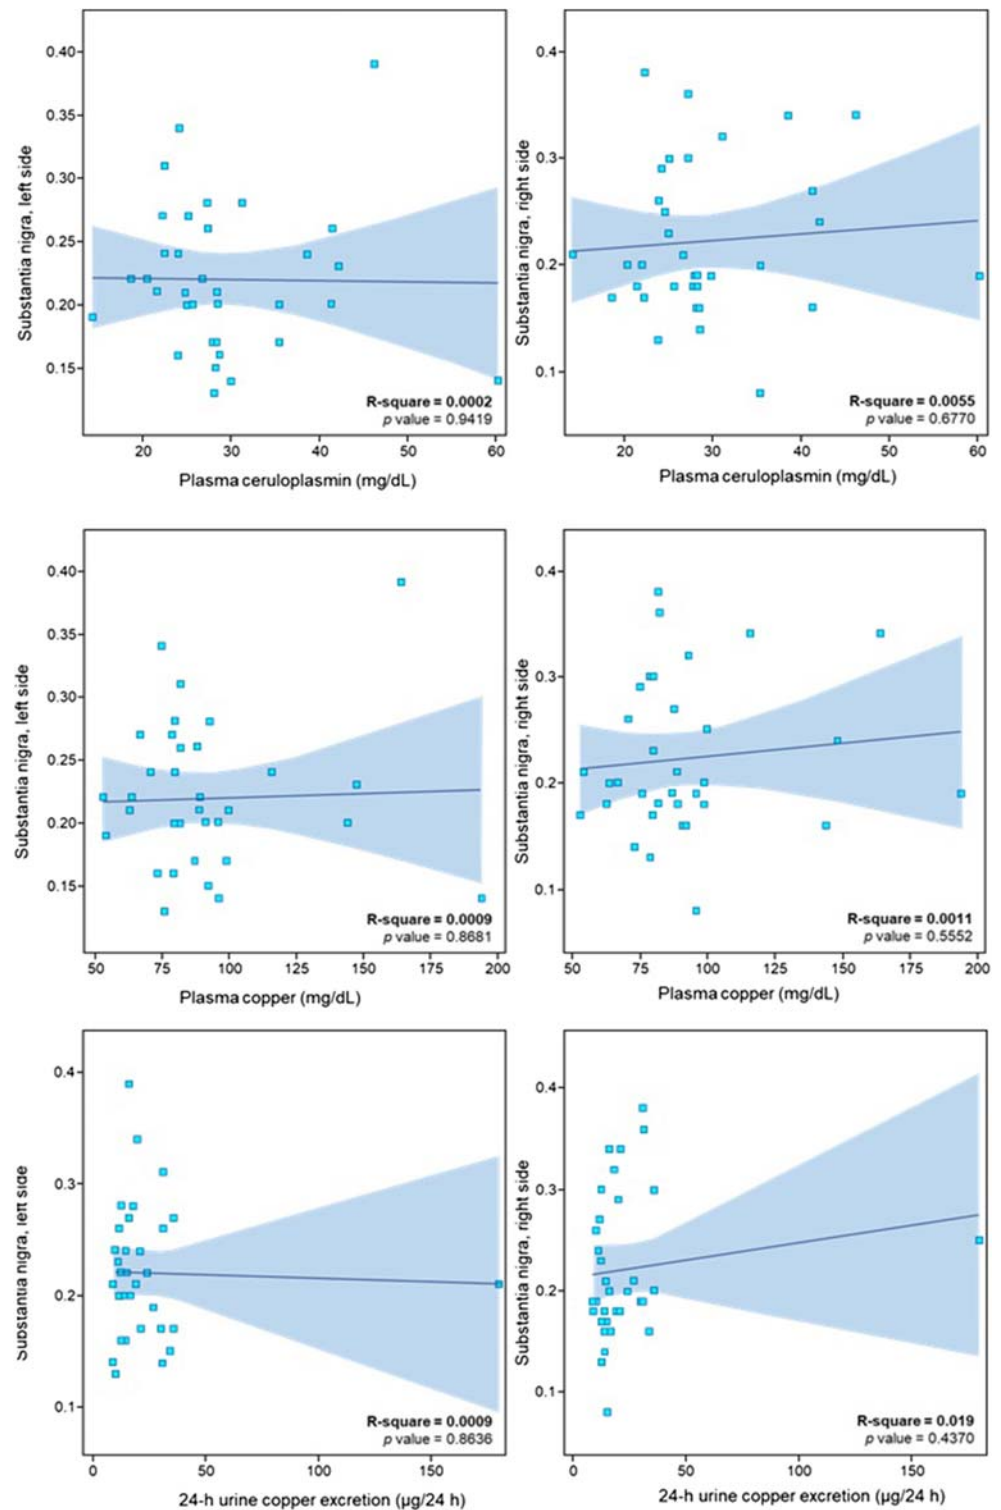 0.40
0.35
0.30
0.25
0.20
0.15
Substantia nigra, left side
R-square = 0.0002
p value = 0.9419
20 30 40 50 60
Plasma ceruloplasmin (mg/dL)
0.4
0.3
0.2
0.1
Substantia nigra, right side
R-square = 0.0055
p value = 0.6770
20 30 40 50 60
Plasma ceruloplasmin (mg/dL)
0.40
0.35
0.30
0.25
0.20
0.15
Substantia nigra, left side
R-square = 0.0009
p value = 0.8681
50 75 100 125 150 175 200
Plasma copper (mg/dL)
0.4
0.3
0.2
0.1
Substantia nigra, right side
R-square = 0.0011
p value = 0.5552
50 75 100 125 150 175 200
Plasma copper (mg/dL)
0.4
0.3
0.2
0.1
Substantia nigra, left side
R-square = 0.0009
p value = 0.8636
0 50 100 150
24-h urine copper excretion (µg/24 h)
0.4
0.3
0.2
0.1
Substantia nigra, right side
R-square = 0.019
p value = 0.4370
0 50 100 150
24-h urine copper excretion (µg/24 h)